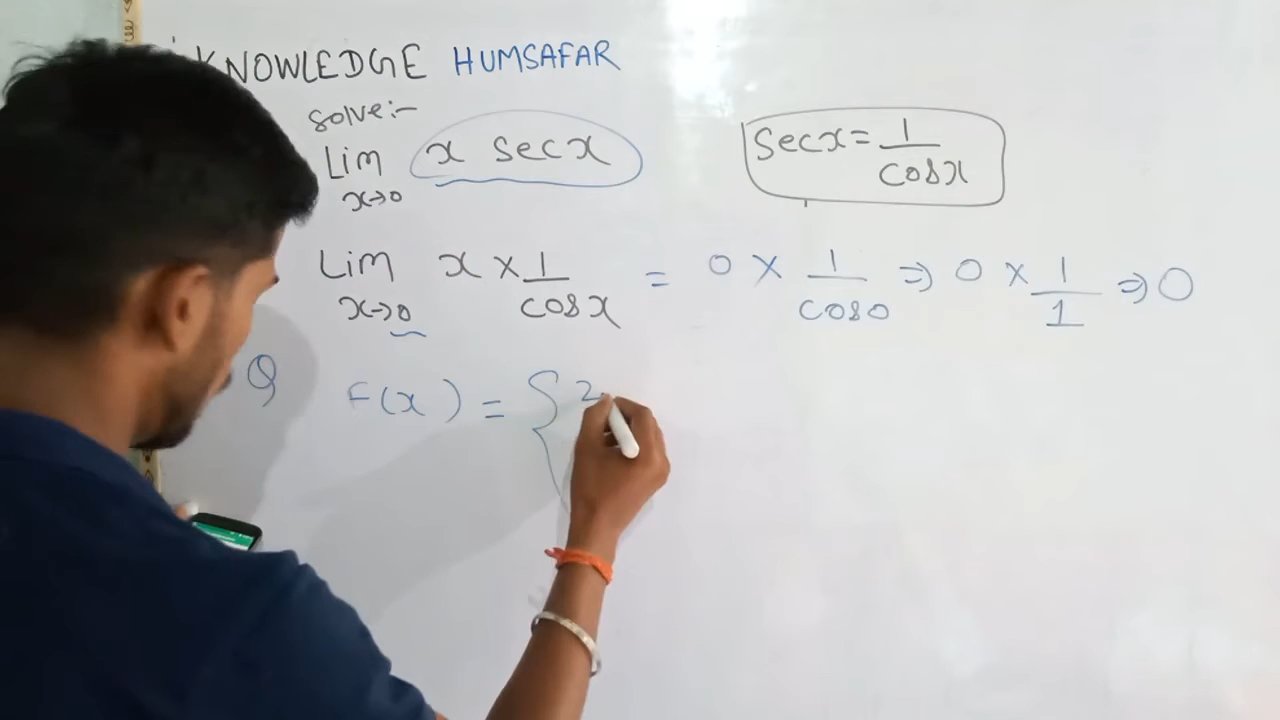 KNOWLEDGE HUMSAFAR
Solve:-
Lim x→0 x secx
Secx = 1/cosx
Lim x→0 x × 1/cosx = 0 × 1/cos0 ⇒ 0 × 1/1 ⇒ 0
Q F(x) = { 2